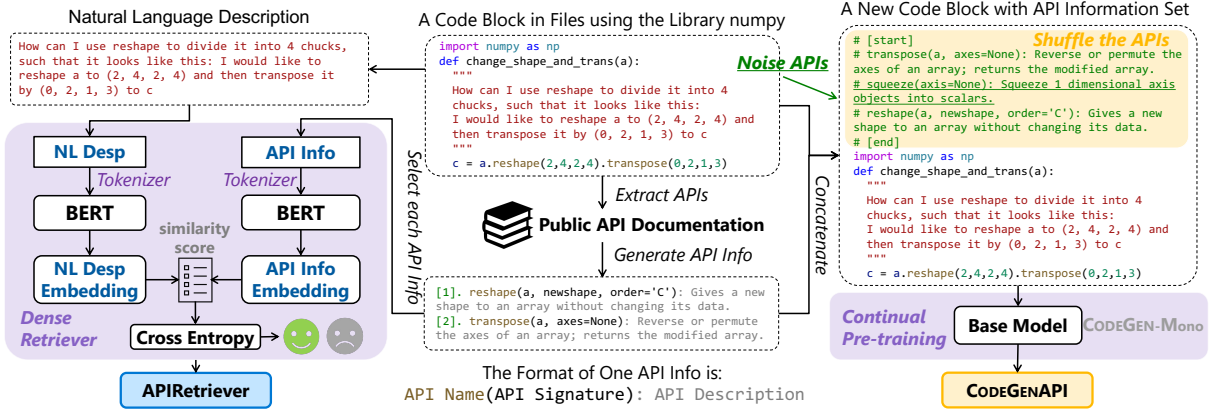 Natural Language Description
How can I use reshape to divide it into 4 chucks,
such that it looks like this: I would like to
reshape a to (2, 4, 2, 4) and then transpose it
by (0, 2, 1, 3) to c
NL Desp
API Info
Tokenizer
Tokenizer
BERT
BERT
similarity
score
NL Desp
Embedding
API Info
Embedding
Dense
Retriever
Cross Entropy
APIRetriever
Select each API Info
A Code Block in Files using the Library numpy
import numpy as np
def change_shape_and_trans(a):
"""
How can I use reshape to divide it into 4
chucks, such that it looks like this:
I would like to reshape a to (2, 4, 2, 4) and
then transpose it by (0, 2, 1, 3) to c
"""
c = a.reshape(2,4,2,4).transpose(0,2,1,3)
Extract APIs
Public API Documentation
Generate API Info
[1]. reshape(a, newshape, order='C'): Gives a new
shape to an array without changing its data.
[2]. transpose(a, axes=None): Reverse or permute
the axes of an array; returns the modified array.
The Format of One API Info is:
API Name(API Signature): API Description
Noise APIs
Concatenate
A New Code Block with API Information Set
# [start]
Shuffle the APIs
# transpose(a, axes=None): Reverse or permute the
axes of an array; returns the modified array.
# squeeze(axis=None): Squeeze 1 dimensional axis
objects into scalars.
# reshape(a, newshape, order='C'): Gives a new
shape to an array without changing its data.
# [end]
import numpy as np
def change_shape_and_trans(a):
"""
How can I use reshape to divide it into 4
chucks, such that it looks like this:
I would like to reshape a to (2, 4, 2, 4) and
then transpose it by (0, 2, 1, 3) to c
"""
c = a.reshape(2,4,2,4).transpose(0,2,1,3)
Continual
Pre-training
Base Model
CODEGEN-MONO
CODEGENAPI